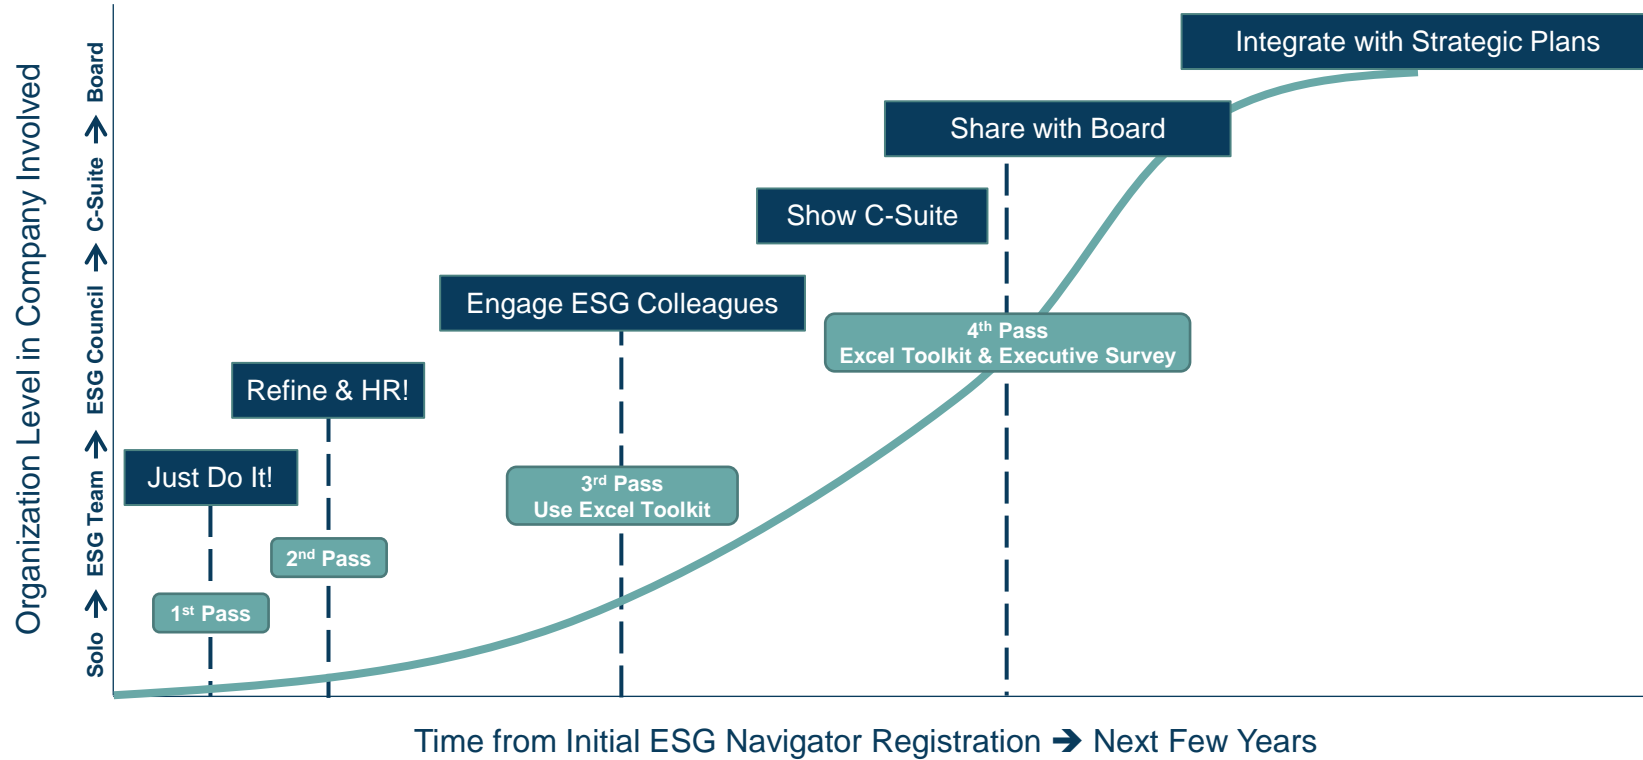 Organization Level in Company Involved
Solo → ESG Team → ESG Council → C-Suite → Board
Integrate with Strategic Plans
Share with Board
Show C-Suite
Engage ESG Colleagues
4th Pass
Excel Toolkit & Executive Survey
Refine & HR!
Just Do It!
3rd Pass
Use Excel Toolkit
2nd Pass
1st Pass
Time from Initial ESG Navigator Registration → Next Few Years